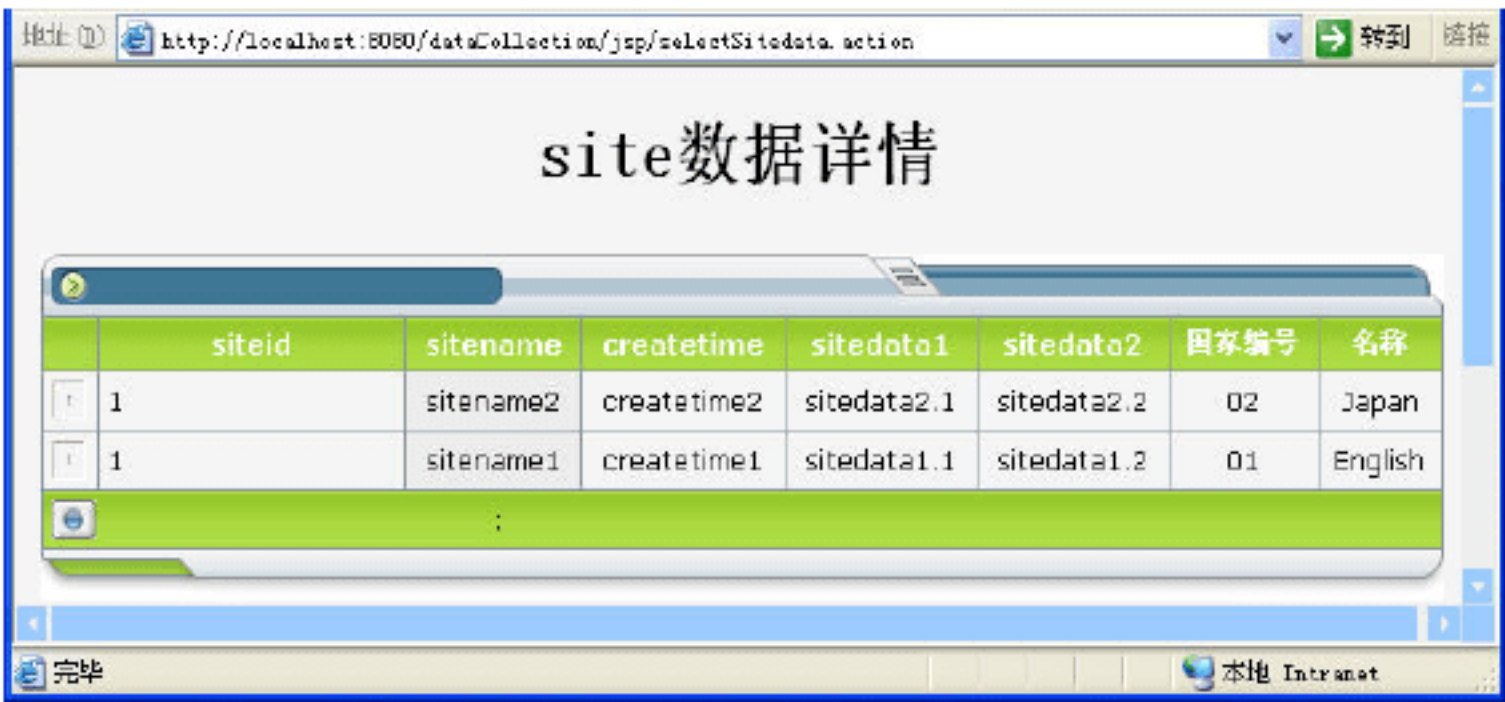 地址(D) http://localhost:8080/dataCollection/jsp/selectSitedata.action 转到 链接
site数据详情
siteid sitename createtime sitedata1 sitedata2 国家编号 名称
1 sitename2 createtime2 sitedata2.1 sitedata2.2 02 Japan
1 sitename1 createtime1 sitedata1.1 sitedata1.2 01 English
:
完毕 本地 Intranet